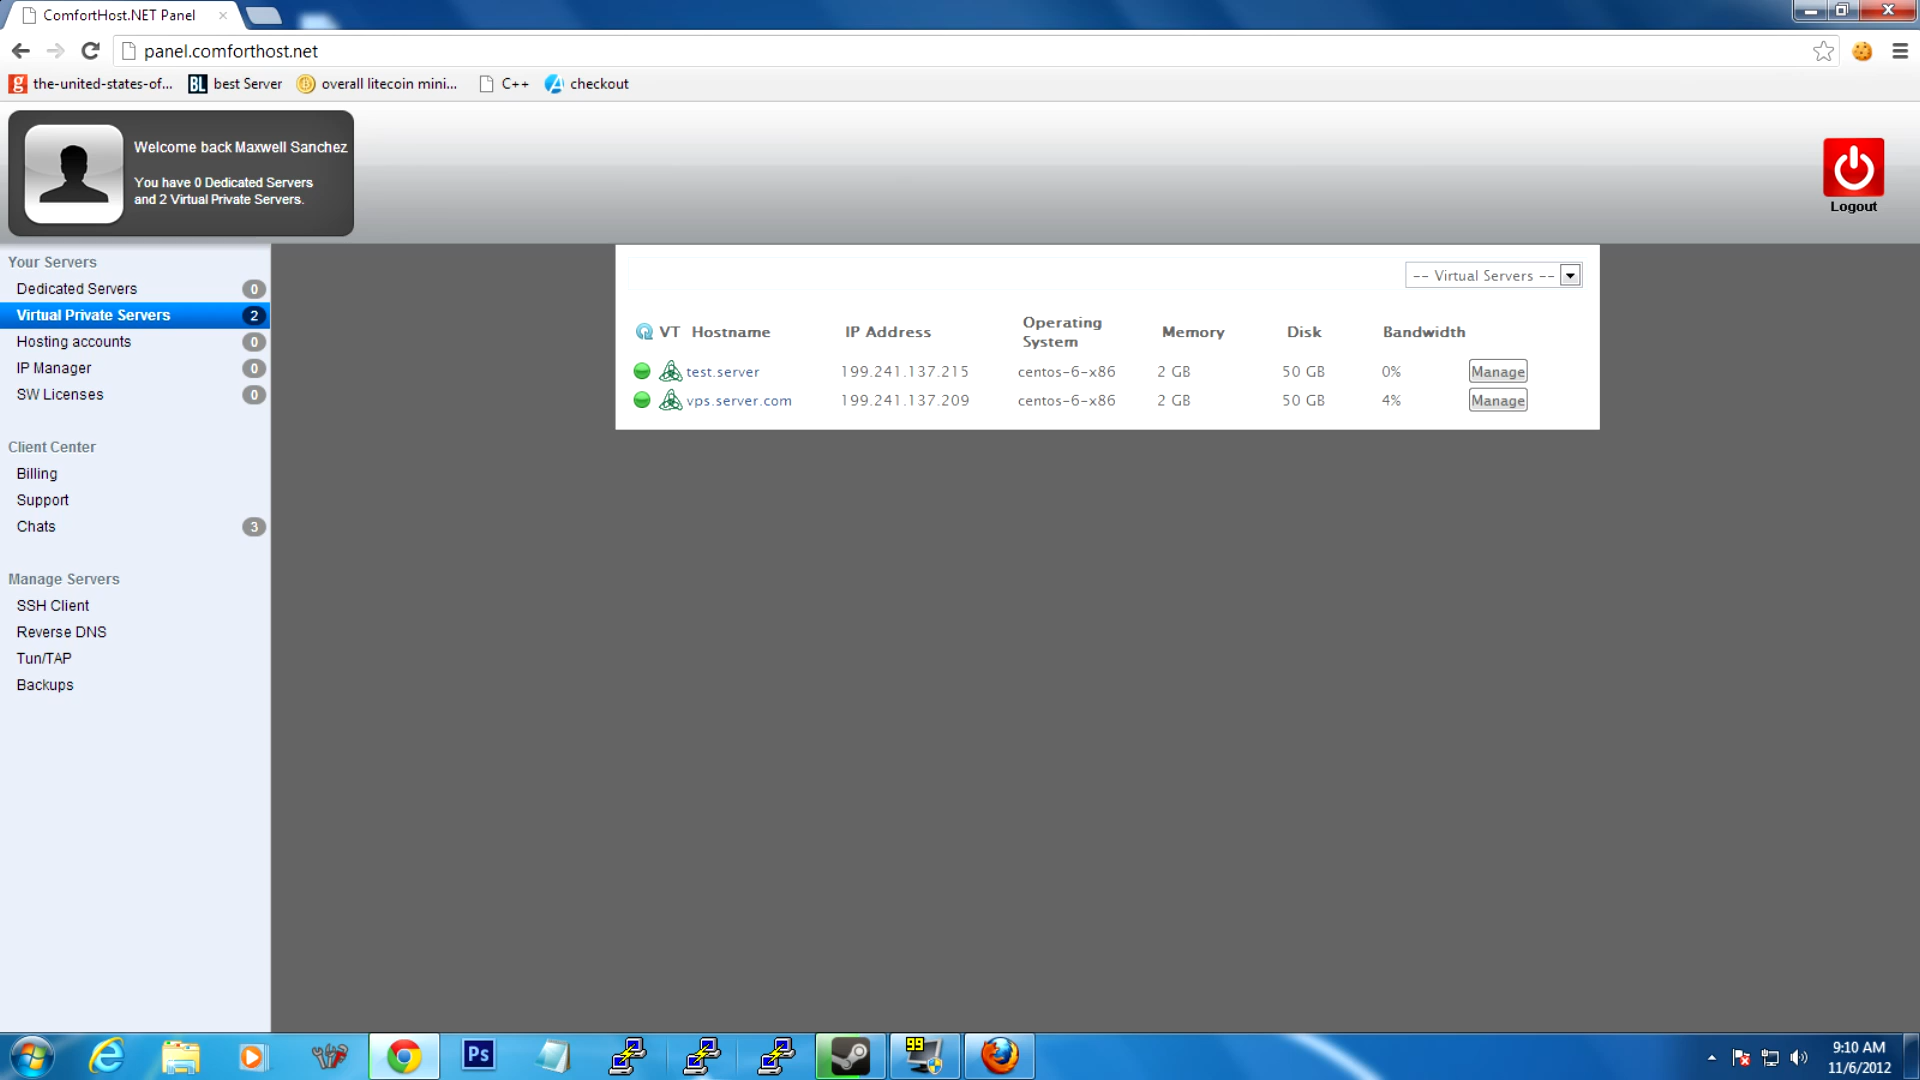 ComfortHost.NET Panel
panel.comforthost.net
the-united-states-of... best Server overall litecoin mini... C++ checkout
Welcome back Maxwell Sanchez
You have 0 Dedicated Servers
and 2 Virtual Private Servers.
Logout
Your Servers
Dedicated Servers 0
Virtual Private Servers 2
Hosting accounts 0
IP Manager 0
SW Licenses 0
Client Center
Billing
Support
Chats 3
Manage Servers
SSH Client
Reverse DNS
Tun/TAP
Backups
-- Virtual Servers --
VT Hostname IP Address Operating System Memory Disk Bandwidth
test.server 199.241.137.215 centos-6-x86 2 GB 50 GB 0% Manage
vps.server.com 199.241.137.209 centos-6-x86 2 GB 50 GB 4% Manage
Ps
99
9:10 AM
11/6/2012